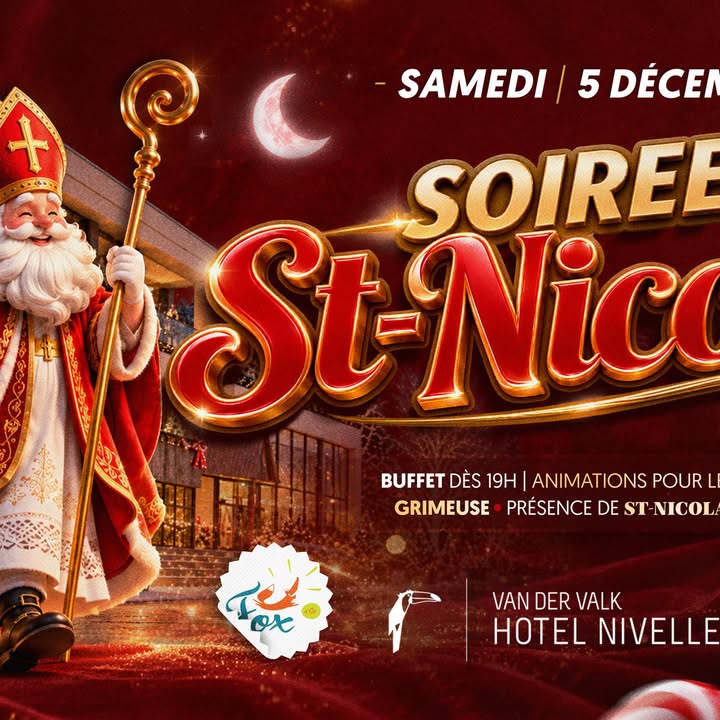 - SAMEDI | 5 DÉCEM
SOIREE
St-Nico
BUFFET DÈS 19H | ANIMATIONS POUR LE
GRIMEUSE • PRÉSENCE DE ST-NICOLA
Fox
VAN DER VALK
HOTEL NIVELLE